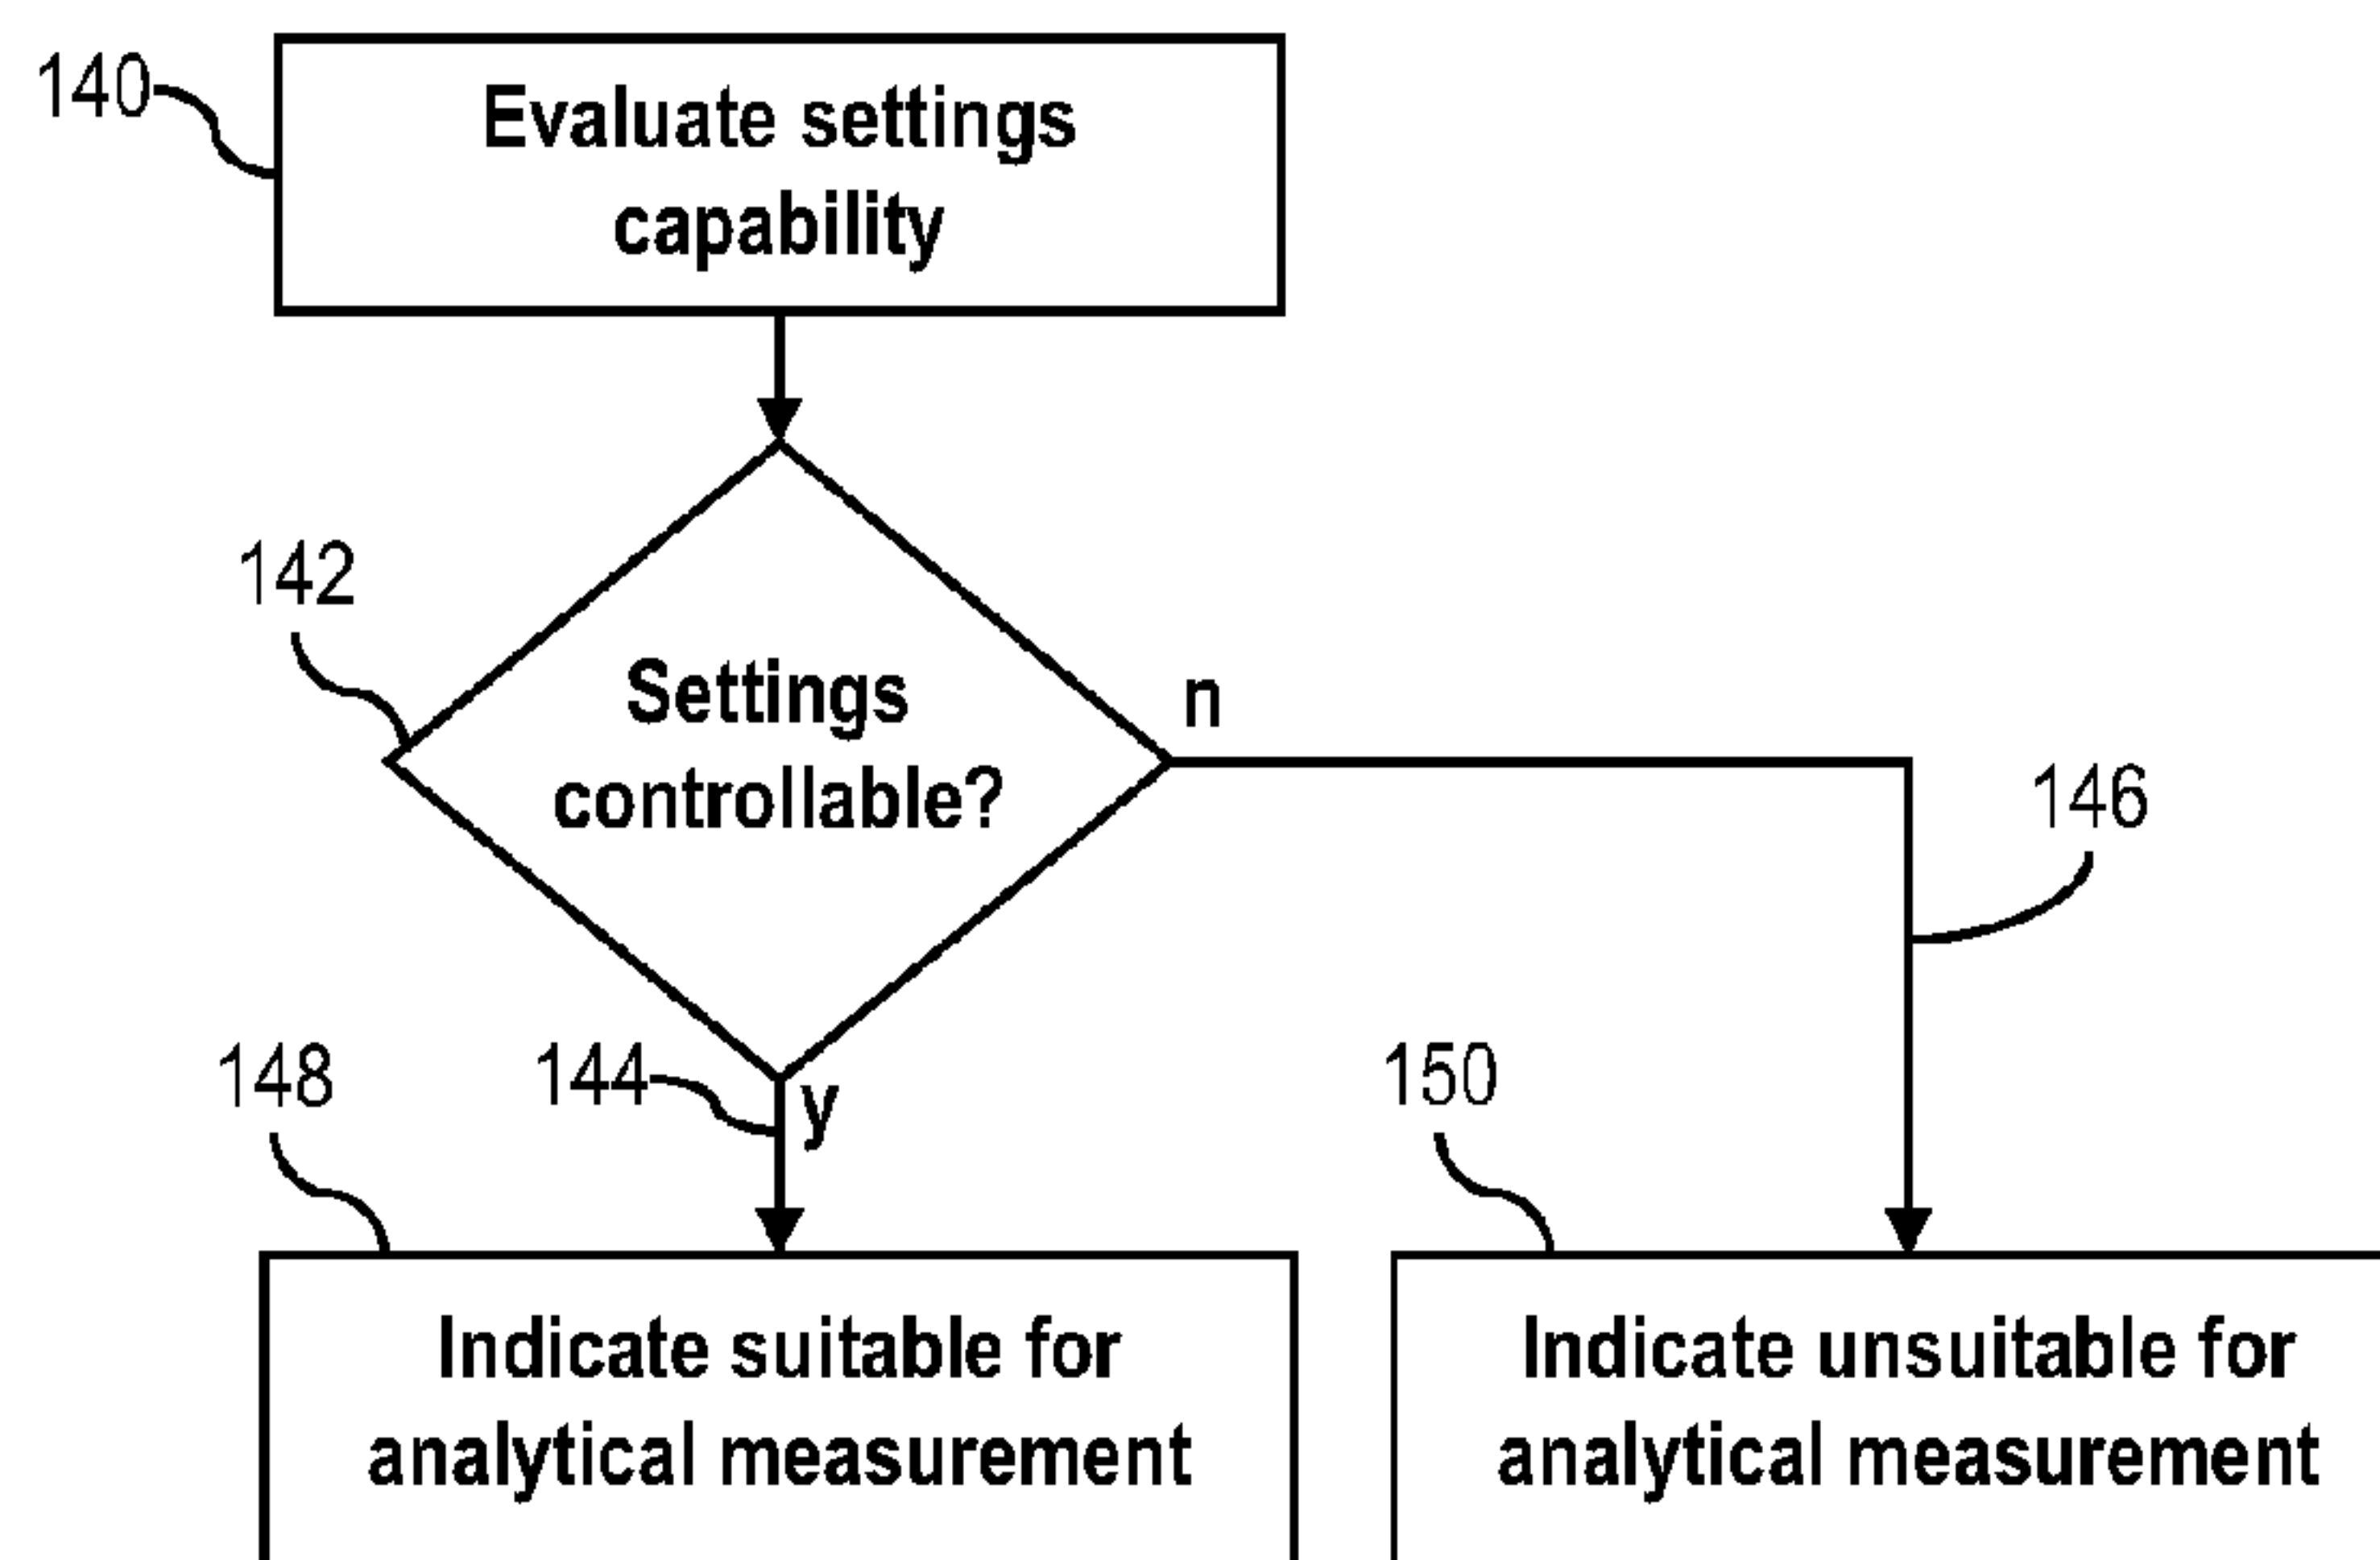 140
Evaluate settings
capability
142
Settings
controllable?
n
146
148
144
y
150
Indicate suitable for
analytical measurement
Indicate unsuitable for
analytical measurement